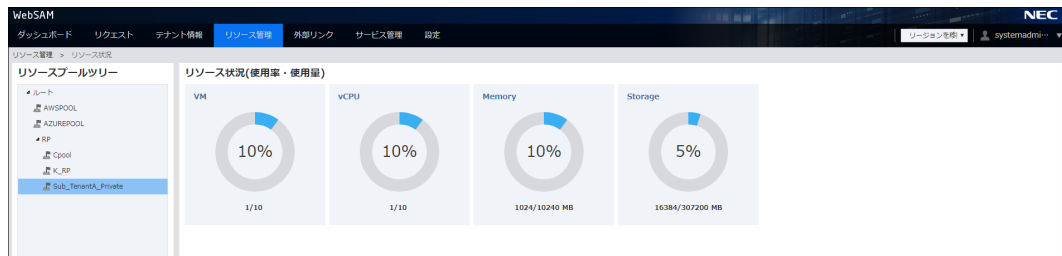 WebSAM
NEC
ダッシュボード リクエスト テナント情報 リソース管理 外部リンク サービス管理 設定
リージョンを検 systemadmi…
リソース管理 > リソース状況
リソースプールツリー
ルート
AWSPOOL
AZUREPOOL
RP
Cpool
K_RP
Sub_TenantA_Private
リソース状況(使用率・使用量)
VM
10%
1/10
vCPU
10%
1/10
Memory
10%
1024/10240 MB
Storage
5%
16384/307200 MB